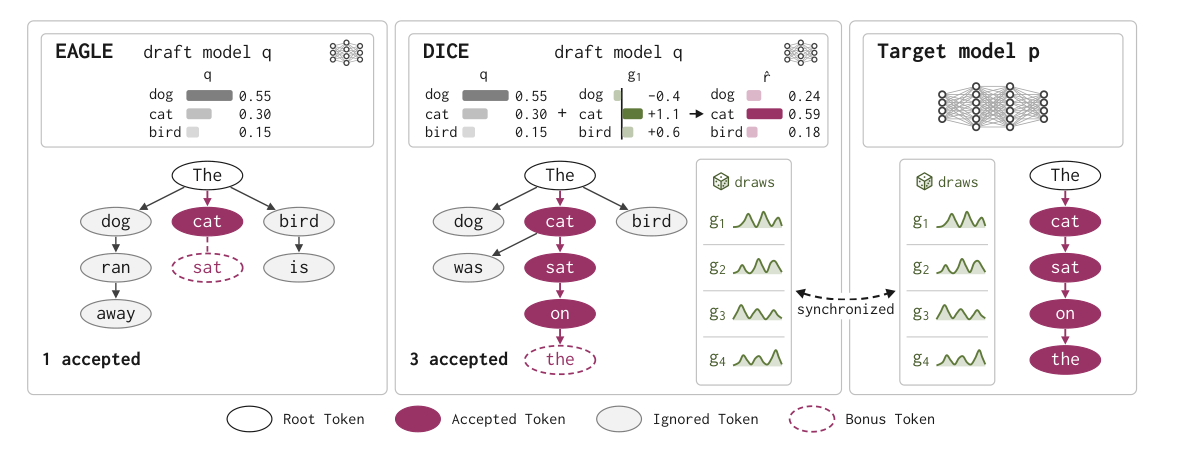 EAGLE draft model q
q
dog 0.55
cat 0.30
bird 0.15
The
dog cat bird
ran sat is
away
1 accepted
DICE draft model q
q g₁ r̂
dog 0.55 dog −0.4 dog 0.24
cat 0.30 + cat +1.1 cat 0.59
bird 0.15 bird +0.6 bird 0.18
The
dog cat bird
was sat
on
the
3 accepted
draws
g₁
g₂
g₃
g₄
synchronized
Target model p
draws
g₁
g₂
g₃
g₄
The
cat
sat
on
the
Root Token Accepted Token Ignored Token Bonus Token